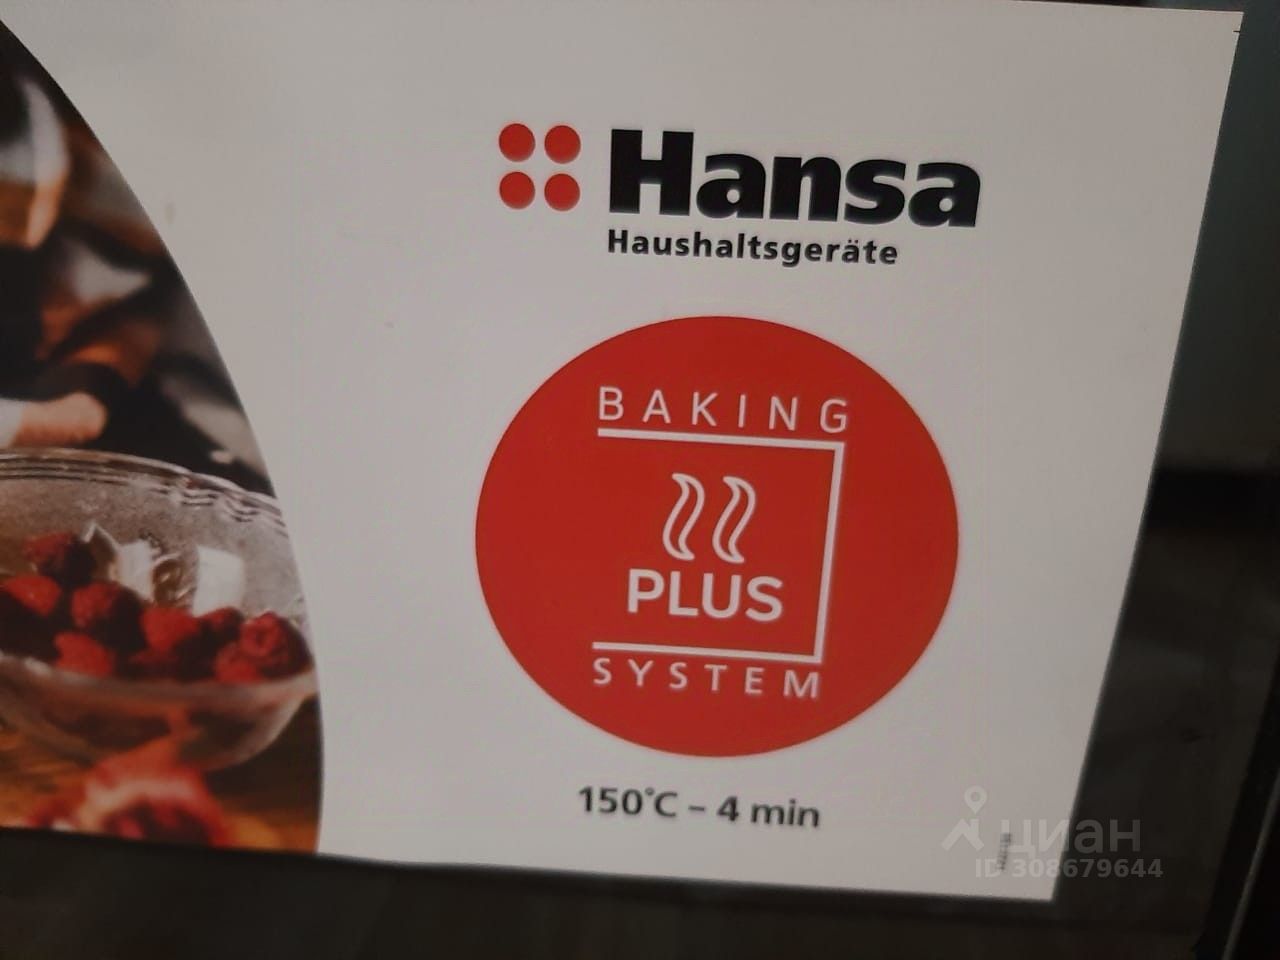 Hansa
Haushaltsgeräte
BAKING
PLUS
SYSTEM
150°C – 4 min
циан
ID 308679644